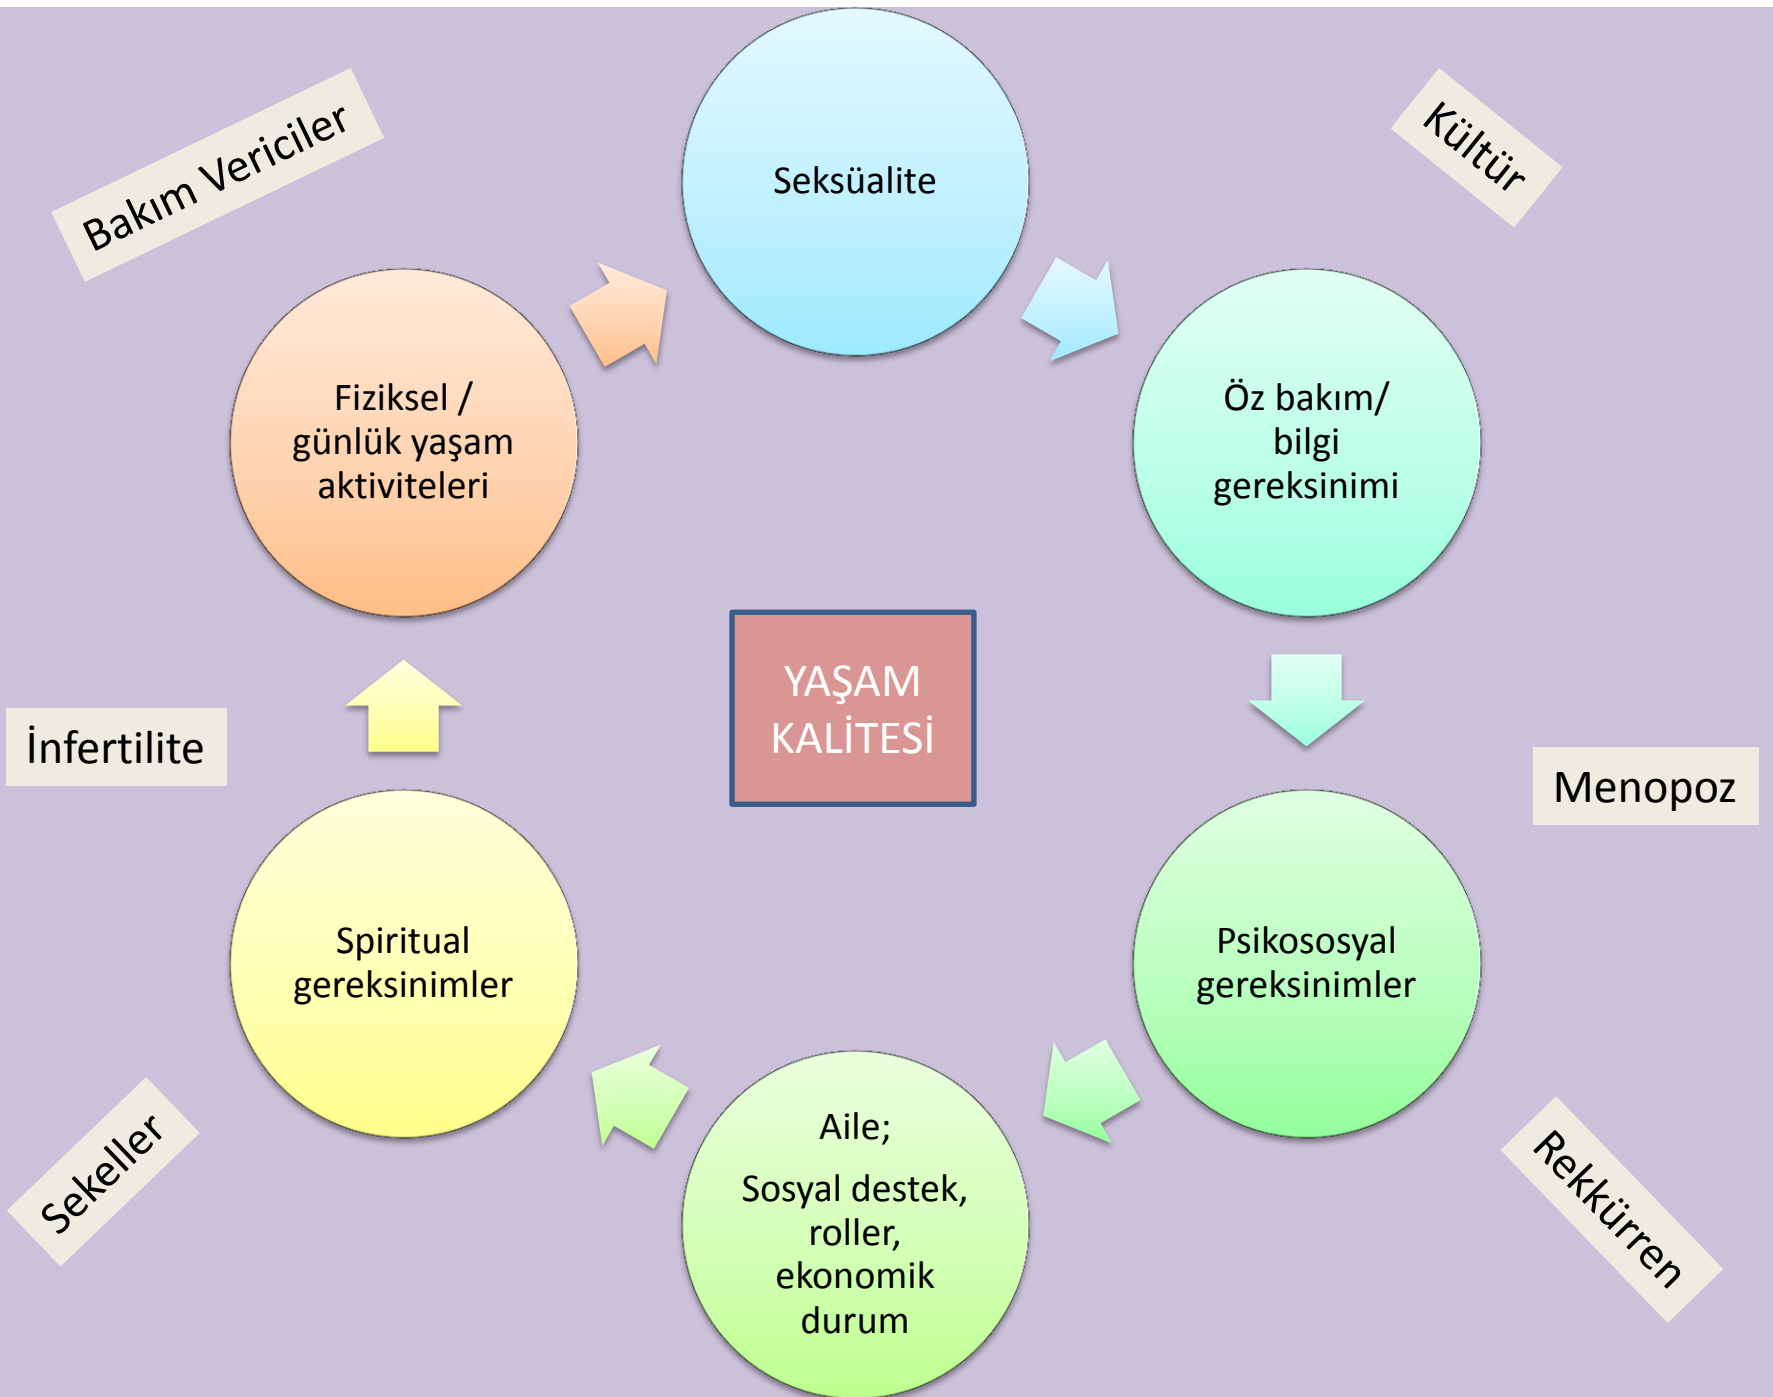 Seksüalite
Kültür
Bakım Vericiler
Fiziksel /
günlük yaşam
aktiviteleri
Öz bakım/
bilgi
gereksinimi
YAŞAM
KALİTESİ
İnfertilite
Menopoz
Spiritual
gereksinimler
Psikososyal
gereksinimler
Aile;
Sosyal destek,
roller,
ekonomik
durum
Sekeller
Rekkürren